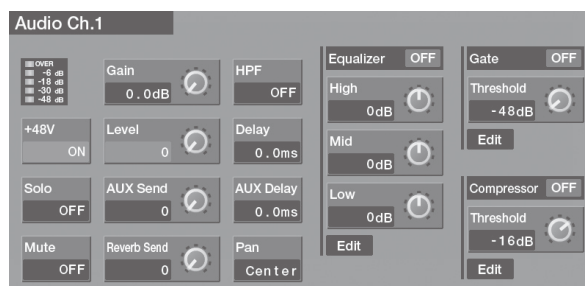 Audio Ch.1
OVER
-6 dB
-18 dB
-30 dB
-48 dB
Gain
0.0dB
HPF
OFF
+48V
ON
Level
0
Delay
0.0ms
Solo
OFF
AUX Send
0
AUX Delay
0.0ms
Mute
OFF
Reverb Send
0
Pan
Center
Equalizer OFF
High
0dB
Mid
0dB
Low
0dB
Edit
Gate OFF
Threshold
-48dB
Edit
Compressor OFF
Threshold
-16dB
Edit